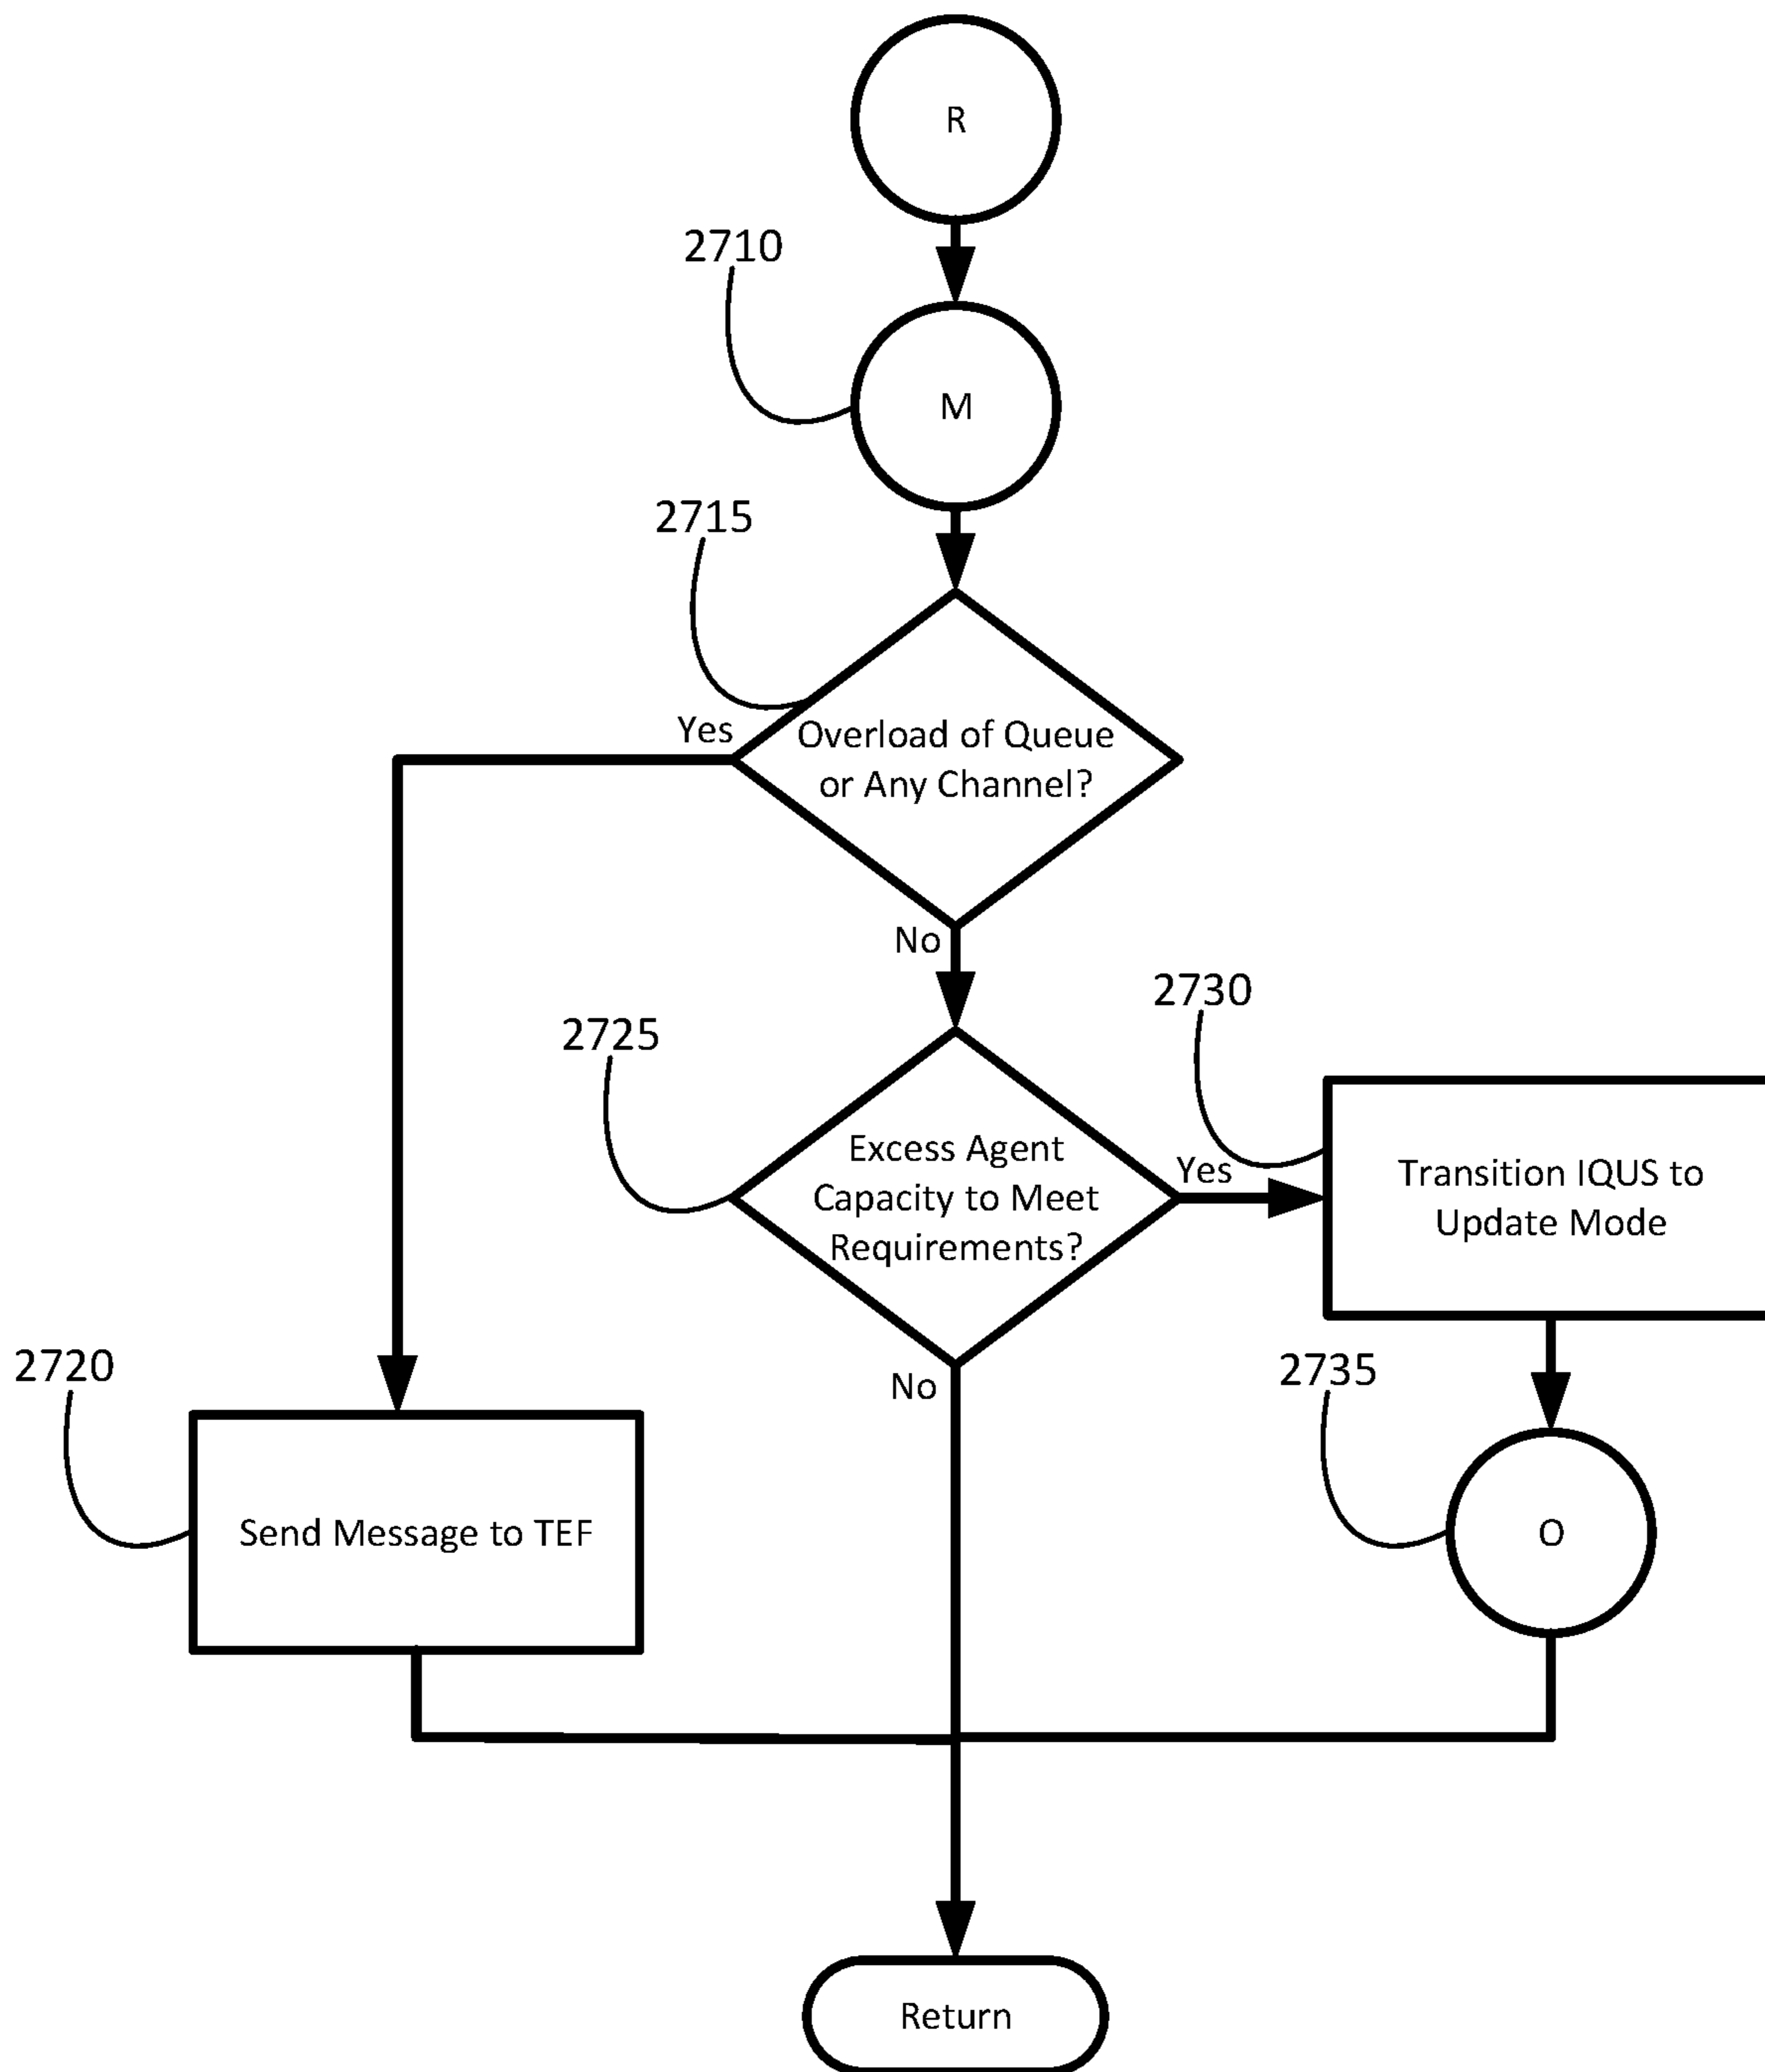 R
2710
M
2715
Yes
Overload of Queue
or Any Channel?
No
2730
2725
Excess Agent
Capacity to Meet
Requirements?
Yes
Transition IQUS to
Update Mode
No
2720
2735
Send Message to TEF
O
Return